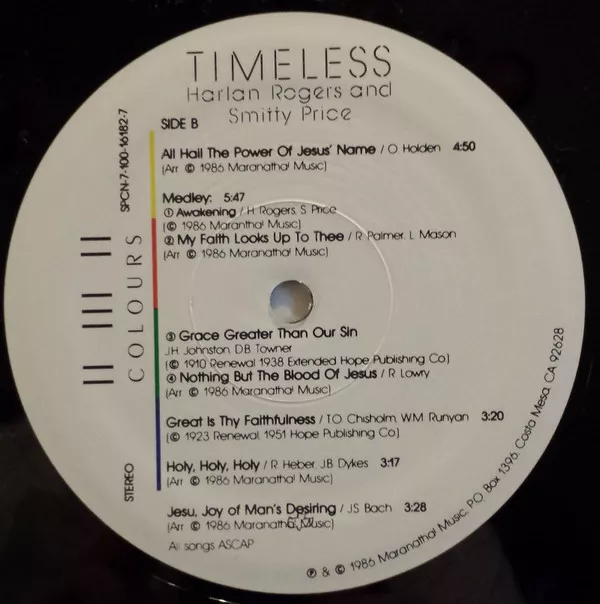 TIMELESS
Harlan Rogers and
Smitty Price
SIDE B
All Hail The Power Of Jesus' Name / O. Holden 4:50
(Arr © 1986 Maranatha! Music)
Medley: 5:47
① Awakening / H. Rogers, S. Price
(© 1986 Maranatha! Music)
② My Faith Looks Up To Thee / R. Palmer, L. Mason
(Arr © 1986 Maranatha! Music)
③ Grace Greater Than Our Sin
J.H. Johnston, D.B. Towner
(© 1910 Renewal 1938 Extended Hope Publishing Co)
④ Nothing But The Blood Of Jesus / R. Lowry
(Arr © 1986 Maranatha! Music)
Great Is Thy Faithfulness / T.O. Chisholm, W.M. Runyan 3:20
(© 1923 Renewal 1951 Hope Publishing Co)
Holy, Holy, Holy / R. Heber, J.B. Dykes 3:17
(Arr © 1986 Maranatha! Music)
Jesu, Joy of Man's Desiring / J.S. Bach 3:28
(Arr © 1986 Maranatha! Music)
All songs ASCAP
SPCN-7-100-16182-7
COLOURS
STEREO
℗ & © 1986 Maranatha! Music, P.O. Box 1396, Costa Mesa, CA 92628